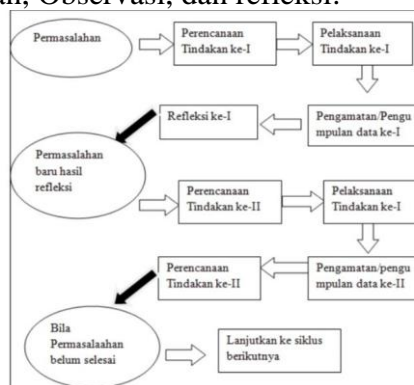 an, Observasi, dan refleksi.
Permasalahan
Perencanaan
Tindakan ke-I
Pelaksanaan
Tindakan ke-I
Refleksi ke-I
Pengamatan/Pengu
mpulan data ke-I
Permasalahan
baru hasil
refleksi
Perencanaan
Tindakan ke-II
Pelaksanaan
Tindakan ke-I
Perencanaan
Tindakan ke-II
Pengamatan/pengu
mpulan data ke-II
Bila
Permasalaahan
belum selesai
Lanjutkan ke siklus
berikutnya